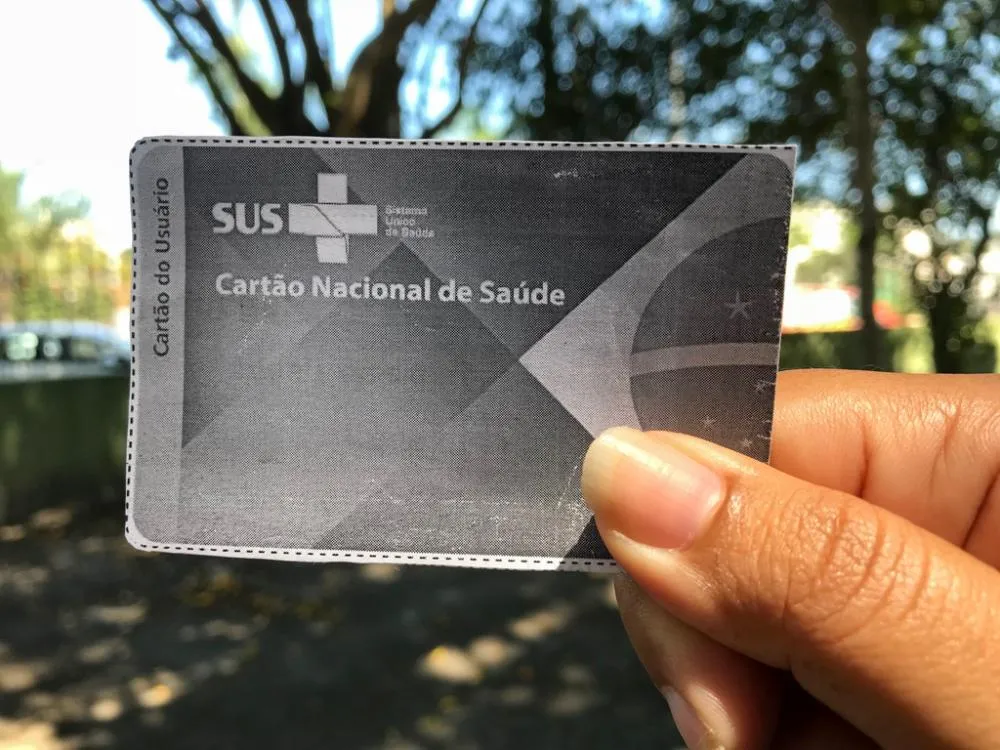 Cartão do Usuário
SUS
Sistema
Único
de Saúde
Cartão Nacional de Saúde